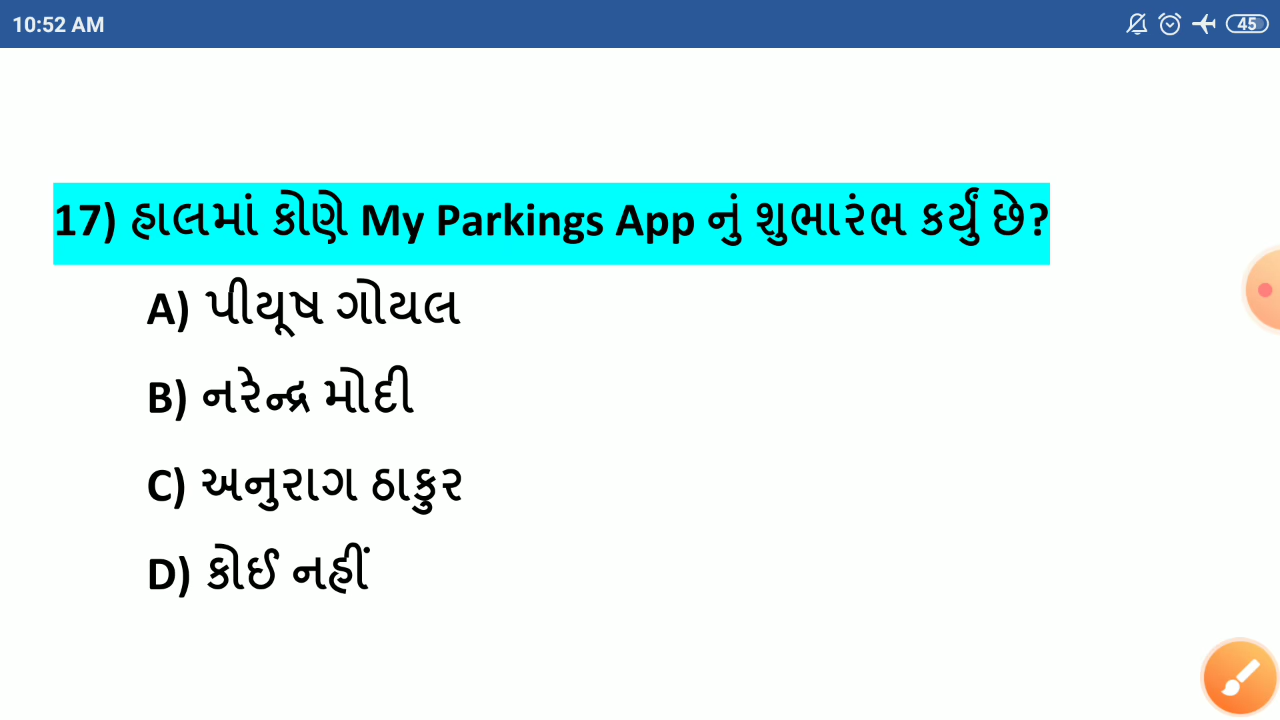 10:52 AM
45
17) હાલમાં કોણે My Parkings App નું શુભારંભ કર્યું છે?
A) પીયૂષ ગોયલ
B) નરેન્દ્ર મોદી
C) અનુરાગ ઠાકુર
D) કોઈ નહીં